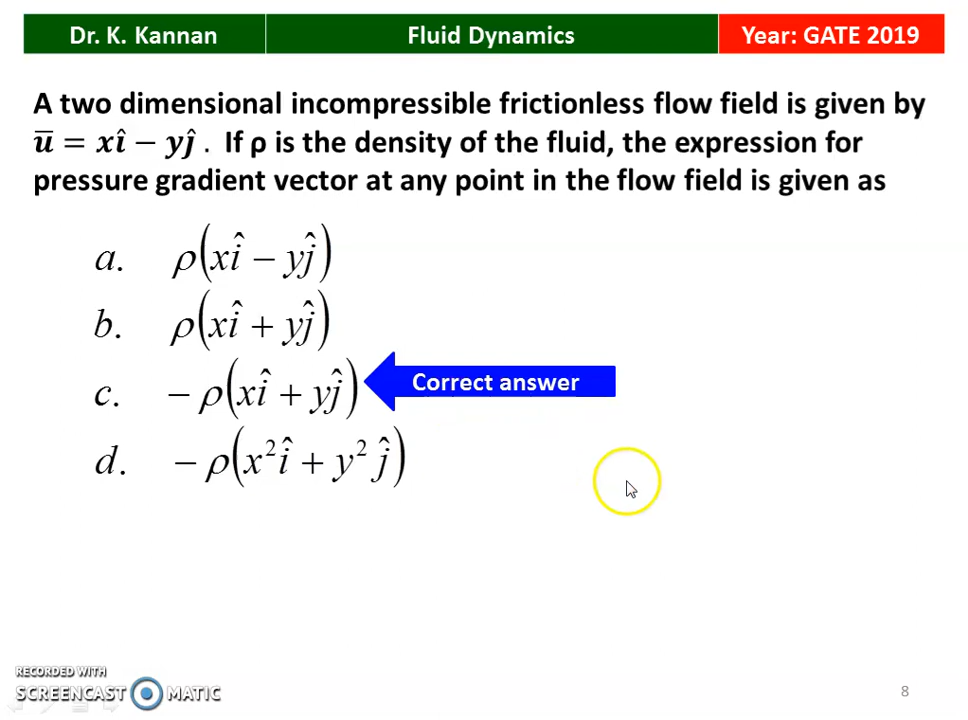 Dr. K. Kannan
Fluid Dynamics
Year: GATE 2019
A two dimensional incompressible frictionless flow field is given by
u̅ = xî − yĵ . If ρ is the density of the fluid, the expression for
pressure gradient vector at any point in the flow field is given as
a. ρ(xî − yĵ)
b. ρ(xî + yĵ)
c. − ρ(xî + yĵ)
Correct answer
d. − ρ(x²î + y² ĵ)
RECORDED WITH
SCREENCAST MATIC
8